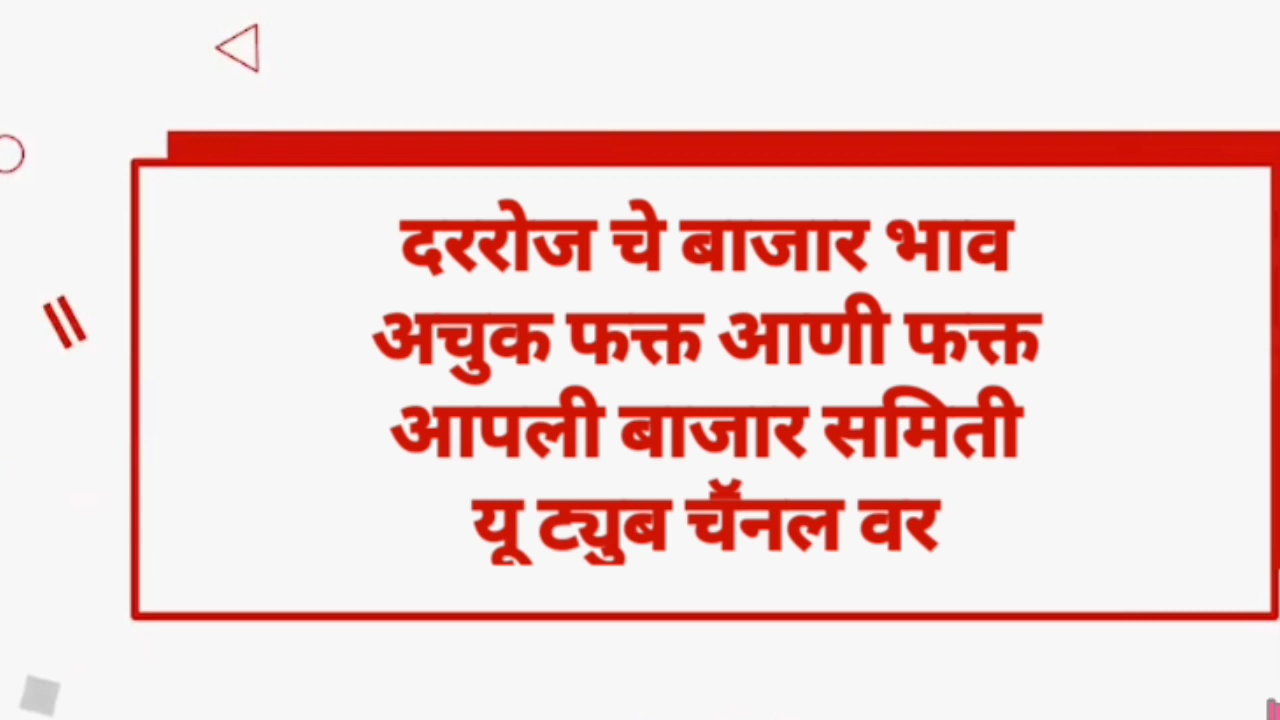 दररोज चे बाजार भाव
अचुक फक्त आणी फक्त
आपली बाजार समिती
यू ट्युब चॅनल वर